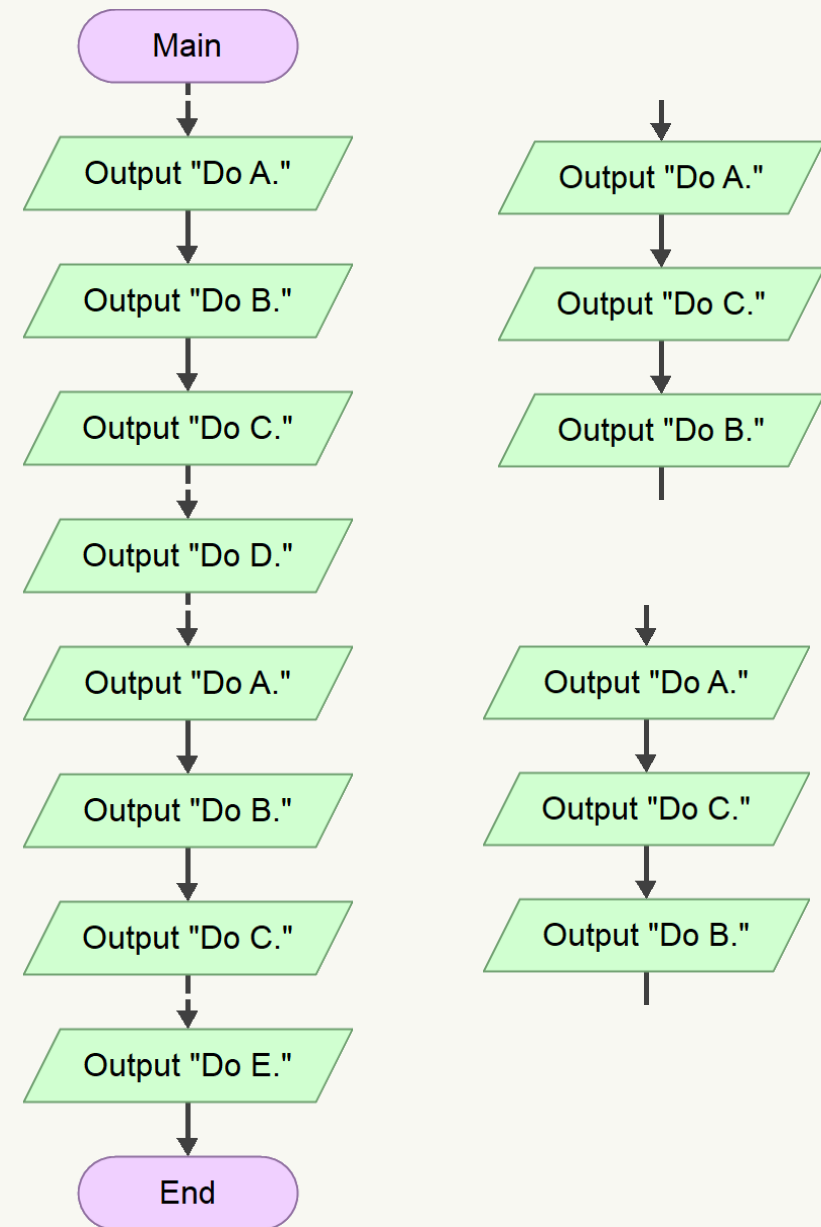 Main
Output "Do A."
Output "Do B."
Output "Do C."
Output "Do D."
Output "Do A."
Output "Do B."
Output "Do C."
Output "Do E."
End
Output "Do A."
Output "Do C."
Output "Do B."
Output "Do A."
Output "Do C."
Output "Do B."